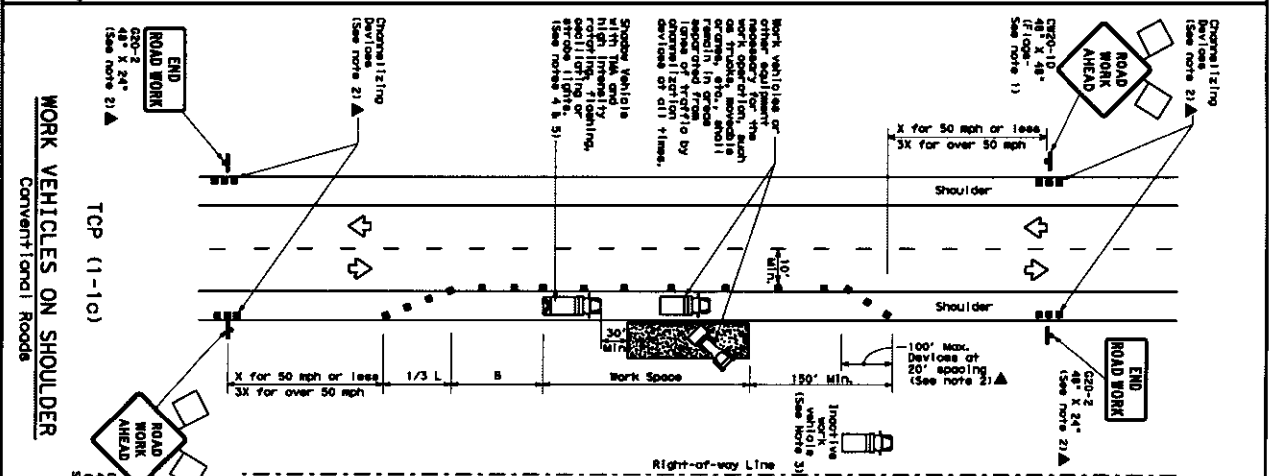 Channelizing
Devices
(See note 2)▲
END
ROAD WORK
G20-2
48" X 24"
(See note 2)▲
Shadow Vehicle
with TMA and
high intensity
rotating, flashing,
oscillating or
strobe lights.
(See notes 4 & 5)
Work vehicles or
other equipment
necessary for the
work operation, such
as trucks, moveable
cranes, etc., shall
remain in areas
separated from
lanes of traffic by
channelization
devices at all times.
ROAD
WORK
AHEAD
CW20-1D
48" X 48"
(Flags-
See note 1)
Channelizing
Devices
(See note 2)▲
X for 50 mph or less
3X for over 50 mph
Shoulder
10'
Min.
Shoulder
30'
Min.
X for 50 mph or less
3X for over 50 mph
1/3 L
B
Work Space
150' Min.
100' Max.
Devices at
20' spacing
(See note 2)▲
END
ROAD WORK
G20-2
48" X 24"
(See note 2)▲
Inactive
work
vehicle
(See Note 3)
Right-of-way Line
ROAD
WORK
AHEAD
TCP (1-1c)
WORK VEHICLES ON SHOULDER
Conventional Roads